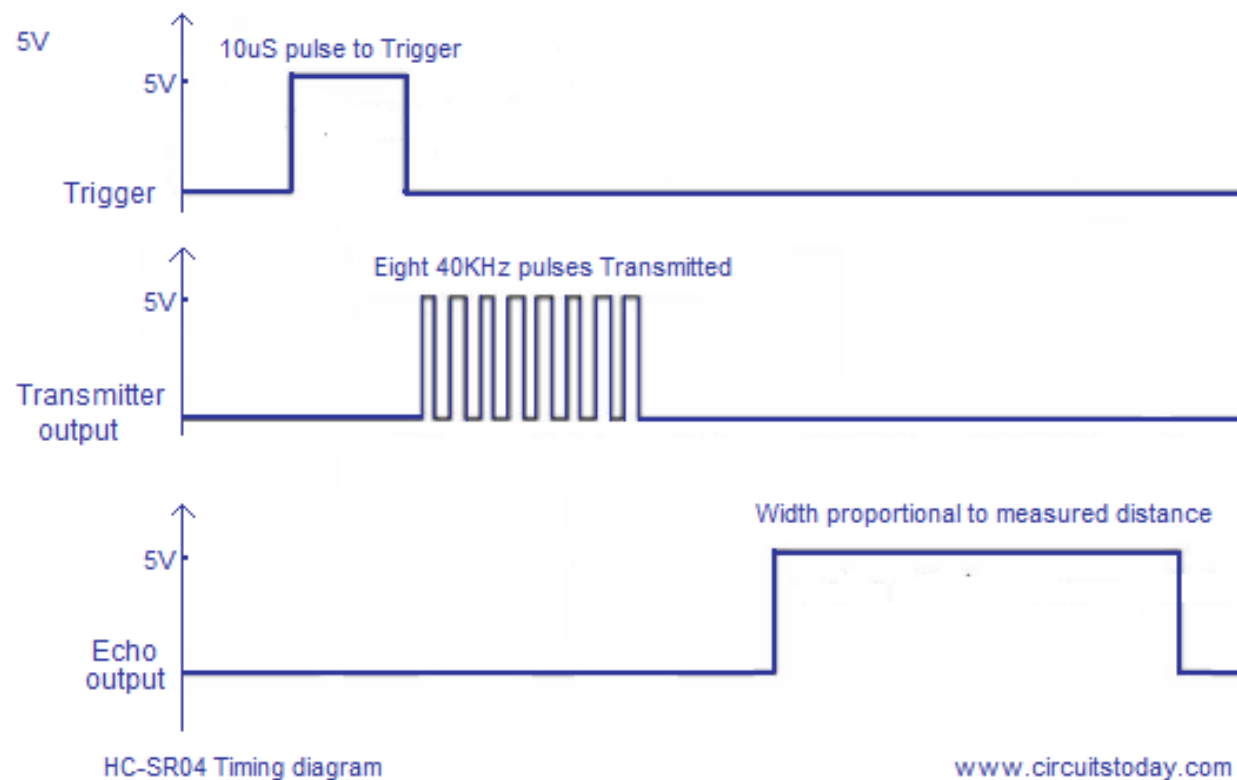 5V
10uS pulse to Trigger
5V
Trigger
Eight 40KHz pulses Transmitted
5V
Transmitter
output
Width proportional to measured distance
5V
Echo
output
HC-SR04 Timing diagram
www.circuitstoday.com